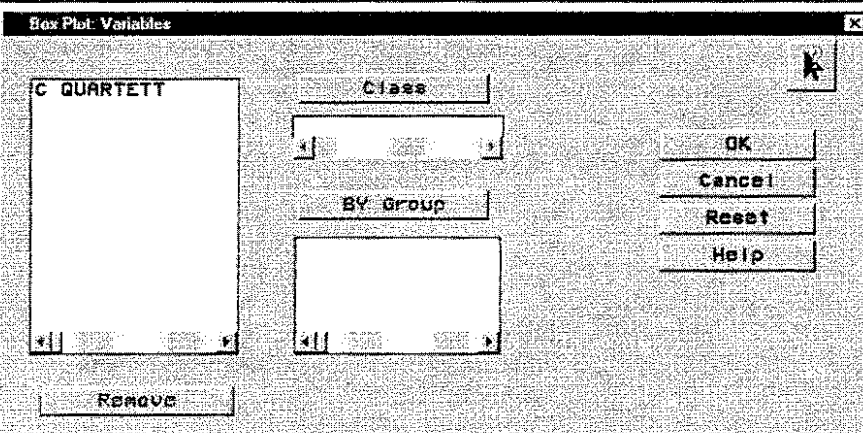 Box Plot: Variables
C QUARTETT
Class
BY Group
OK
Cancel
Reset
Help
Remove